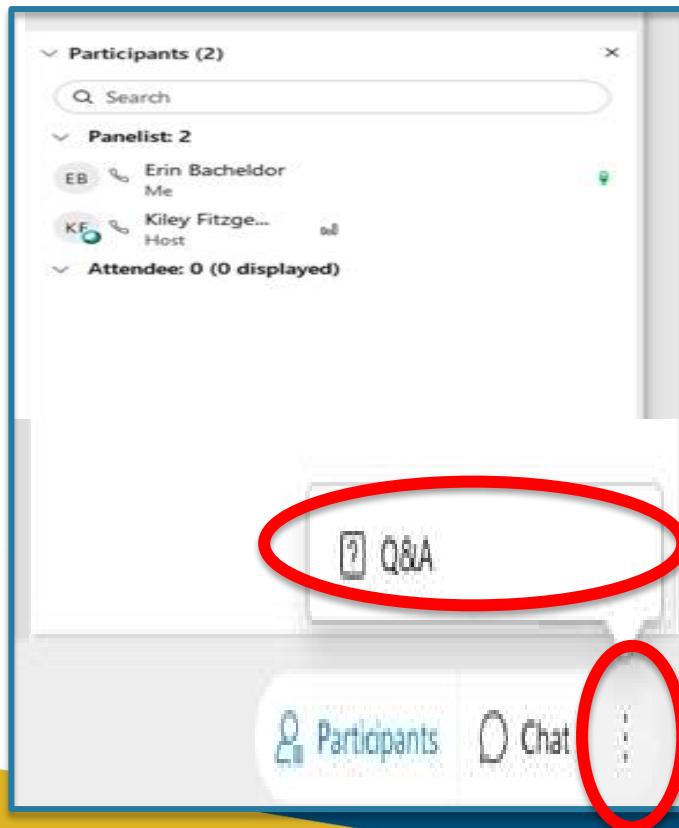 Participants (2)
Search
Panelist: 2
EB Erin Bacheldor
Me
KF Kiley Fitzge...
Host
Attendee: 0 (0 displayed)
? Q&A
Participants Chat